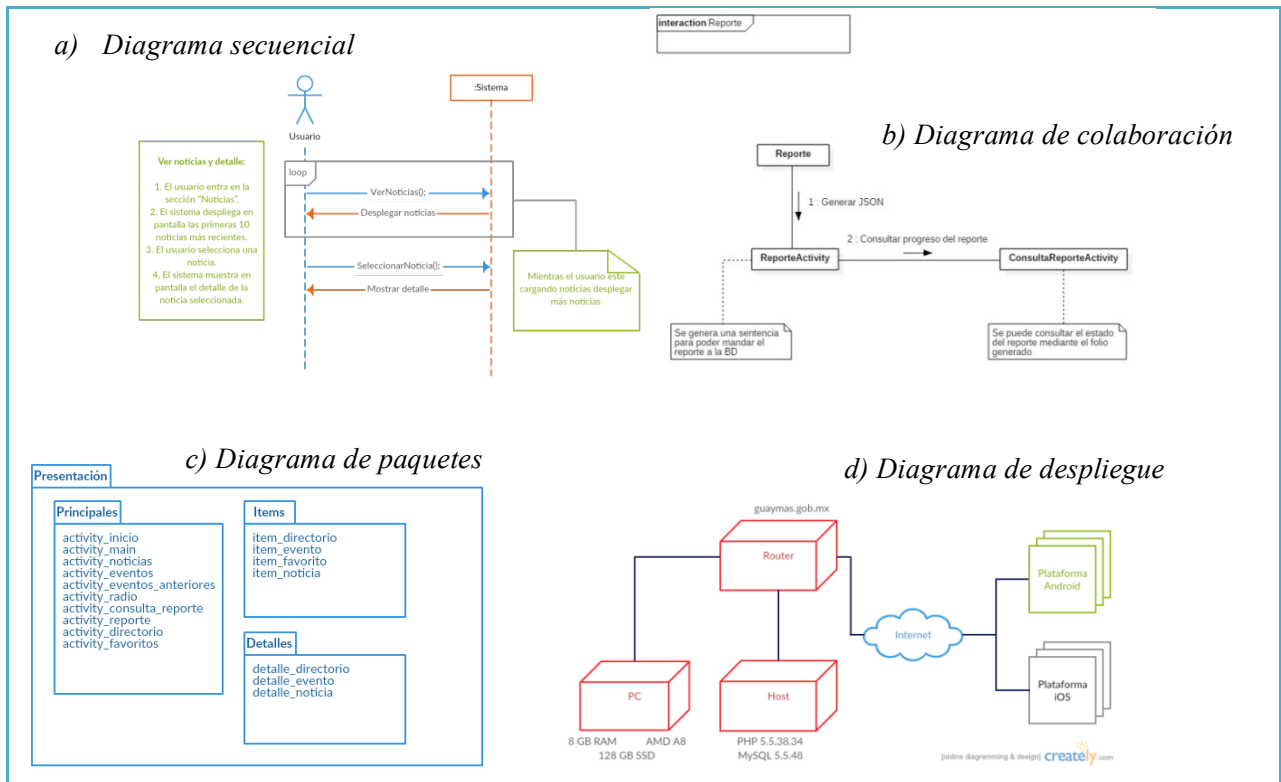 a) Diagrama secuencial
:Sistema
Usuario
Ver noticias y detalle:
1. El usuario entra en la
sección "Noticias".
2. El sistema despliega en
pantalla las primeras 10
noticias más recientes.
3. El usuario selecciona una
noticia.
4. El sistema muestra en
pantalla el detalle de la
noticia seleccionada.
loop
VerNoticias();
Desplegar noticias
SeleccionarNoticia();
Mostrar detalle
Mientras el usuario este
cargando noticias desplegar
más noticias
interaction Reporte
b) Diagrama de colaboración
Reporte
1 : Generar JSON
2 : Consultar progreso del reporte
ReporteActivity
ConsultaReporteActivity
Se genera una sentencia
para poder mandar el
reporte a la BD
Se puede consultar el estado
del reporte mediante el folio
generado
c) Diagrama de paquetes
Presentación
Principales
activity_inicio
activity_main
activity_noticias
activity_eventos
activity_eventos_anteriores
activity_radio
activity_consulta_reporte
activity_reporte
activity_directorio
activity_favoritos
Items
item_directorio
item_evento
item_favorito
item_noticia
Detalles
detalle_directorio
detalle_evento
detalle_noticia
d) Diagrama de despliegue
guaymas.gob.mx
Router
Internet
Plataforma
Android
Plataforma
iOS
PC
8 GB RAM AMD A8
128 GB SSD
Host
PHP 5.5.38.34
MySQL 5.5.48
[online diagramming & design] creately.com